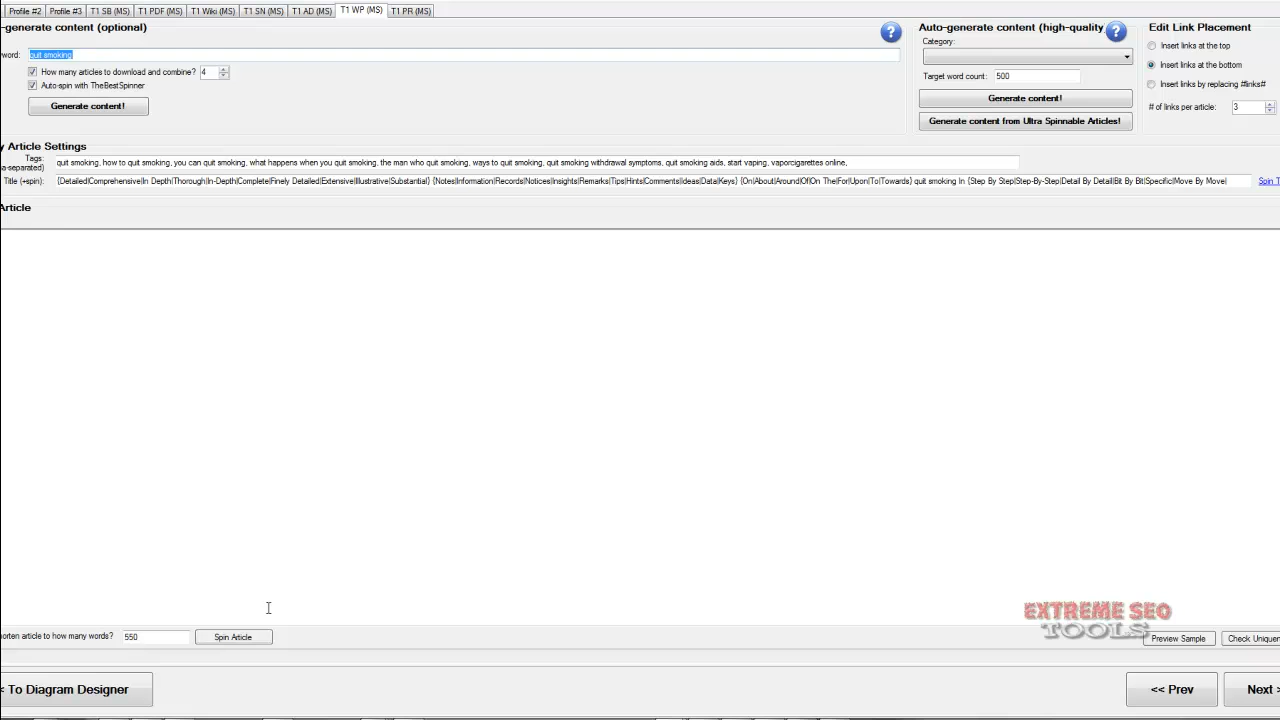 Profile #2 Profile #3 T1 SB (MS) T1 PDF (MS) T1 Wiki (MS) T1 SN (MS) T1 AD (MS) T1 WP (MS) T1 PR (MS)
-generate content (optional)
word: quit smoking
How many articles to download and combine? 4
Auto-spin with TheBestSpinner
Generate content!
Auto-generate content (high-quality
Category:
Target word count: 500
Generate content!
Generate content from Ultra Spinnable Articles!
Edit Link Placement
Insert links at the top
Insert links at the bottom
Insert links by replacing #links#
# of links per article: 3
y Article Settings
Tags:
a-separated)
quit smoking, how to quit smoking, you can quit smoking, what happens when you quit smoking, the man who quit smoking, ways to quit smoking, quit smoking withdrawal symptoms, quit smoking aids, start vaping, vaporcigarettes online,
Title (+spin): {Detailed|Comprehensive|In Depth|Thorough|In-Depth|Complete|Finely Detailed|Extensive|Illustrative|Substantial} {Notes|Information|Records|Notices|Insights|Remarks|Tips|Hints|Comments|Ideas|Data|Keys} {On|About|Around|Of|On The|For|Upon|To|Towards} quit smoking In {Step By Step|Step-By-Step|Detail By Detail|Bit By Bit|Specific|Move By Move| Spin T
Article
EXTREME SEO
TOOLS
orten article to how many words? 550 Spin Article
Preview Sample Check Uniquen
< To Diagram Designer << Prev Next >